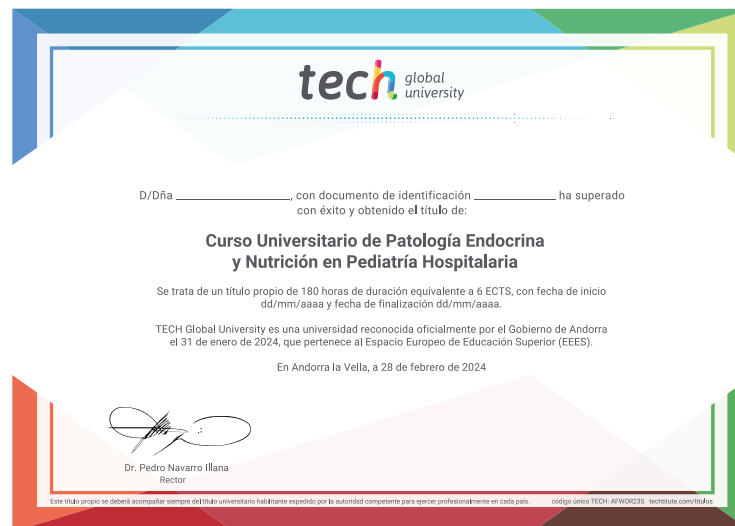 tech global
university
D/Dña ____________________, con documento de identificación ______________ ha superado
con éxito y obtenido el título de:
Curso Universitario de Patología Endocrina
y Nutrición en Pediatría Hospitalaria
Se trata de un título propio de 180 horas de duración equivalente a 6 ECTS, con fecha de inicio
dd/mm/aaaa y fecha de finalización dd/mm/aaaa.
TECH Global University es una universidad reconocida oficialmente por el Gobierno de Andorra
el 31 de enero de 2024, que pertenece al Espacio Europeo de Educación Superior (EEES).
En Andorra la Vella, a 28 de febrero de 2024
Dr. Pedro Navarro Illana
Rector
Este título propio se deberá acompañar siempre del título universitario habilitante expedido por la autoridad competente para ejercer profesionalmente en cada país. código único TECH: AFWOR23S techtitute.com/titulos